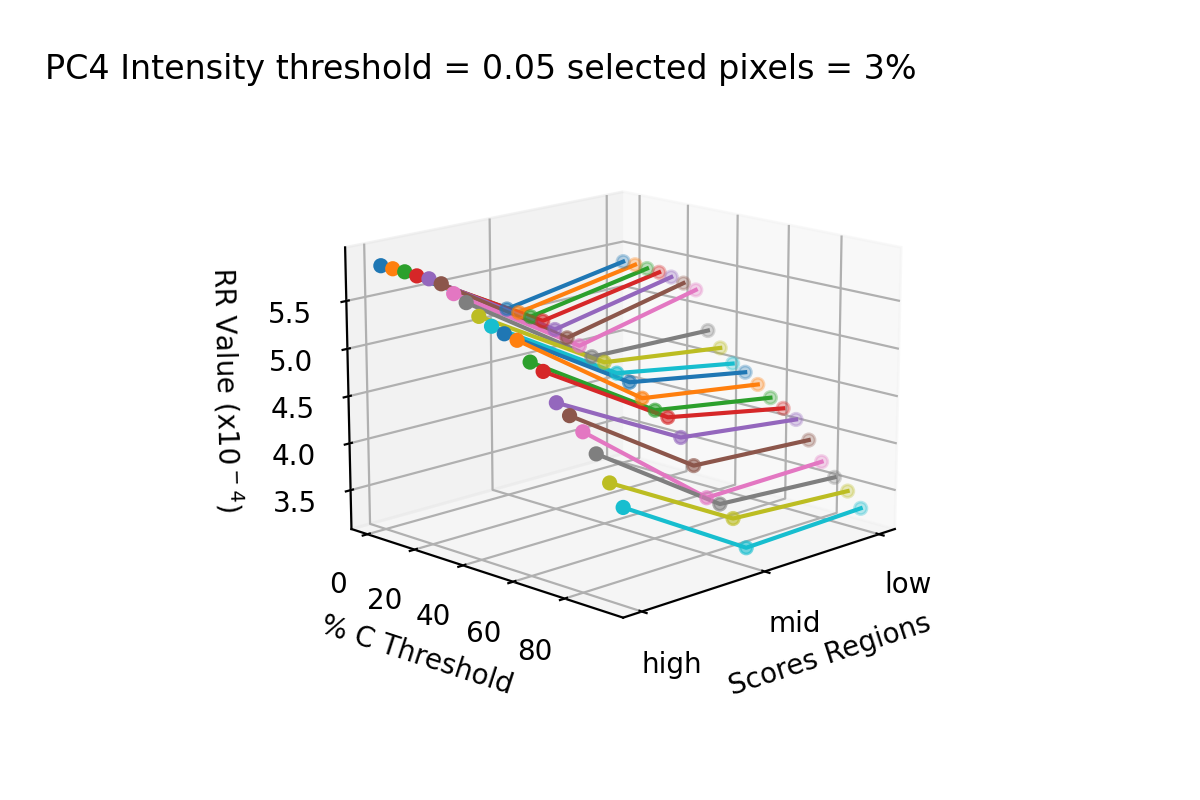 PC4 Intensity threshold = 0.05 selected pixels = 3%
RR Value (x10⁻⁴)
5.5
5.0
4.5
4.0
3.5
0
20
40
60
80
% C Threshold
high
mid
low
Scores Regions